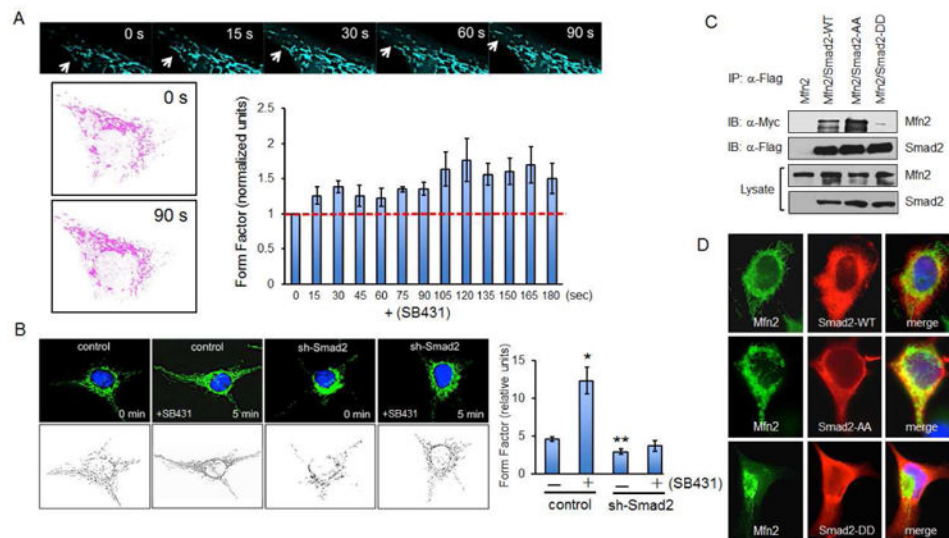 A
0 s
15 s
30 s
60 s
90 s
0 s
90 s
Form Factor (normalized units)
2.5
2
1.5
1
0.5
0
0 15 30 45 60 75 90 105 120 135 150 165 180 (sec)
+ (SB431)
B
control
control
sh-Smad2
sh-Smad2
0 min
+SB431 5 min
0 min
+SB431 5 min
Form Factor (relative units)
15
10
5
0
*
**
— + — + (SB431)
control sh-Smad2
C
IP: α-Flag
Mfn2
Mfn2/Smad2-WT
Mfn2/Smad2-AA
Mfn2/Smad2-DD
IB: α-Myc Mfn2
IB: α-Flag Smad2
Lysate
Mfn2
Smad2
D
Mfn2 Smad2-WT merge
Mfn2 Smad2-AA merge
Mfn2 Smad2-DD merge